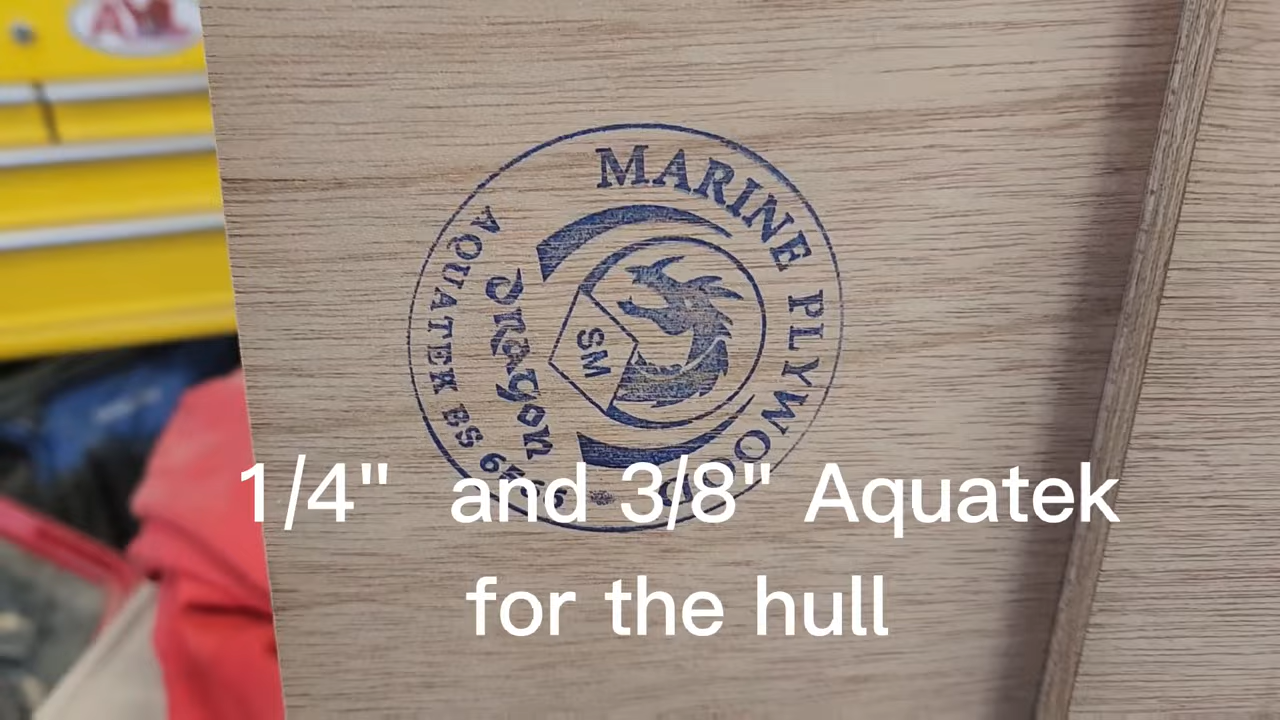 MARINE PLYWOOD
AQUATEK BS
Dragon
SM
1/4" and 3/8" Aquatek
for the hull